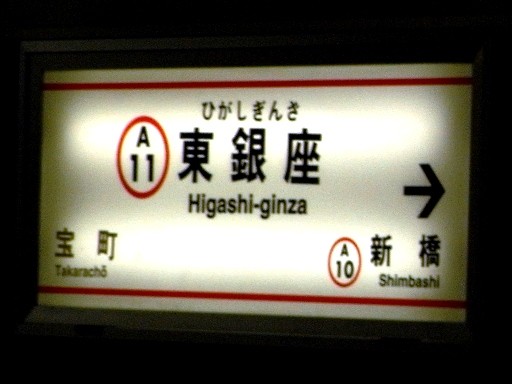 ひがしぎんざ
A 11 東銀座 →
Higashi-ginza
宝町 A 10 新橋
Takarachō Shimbashi